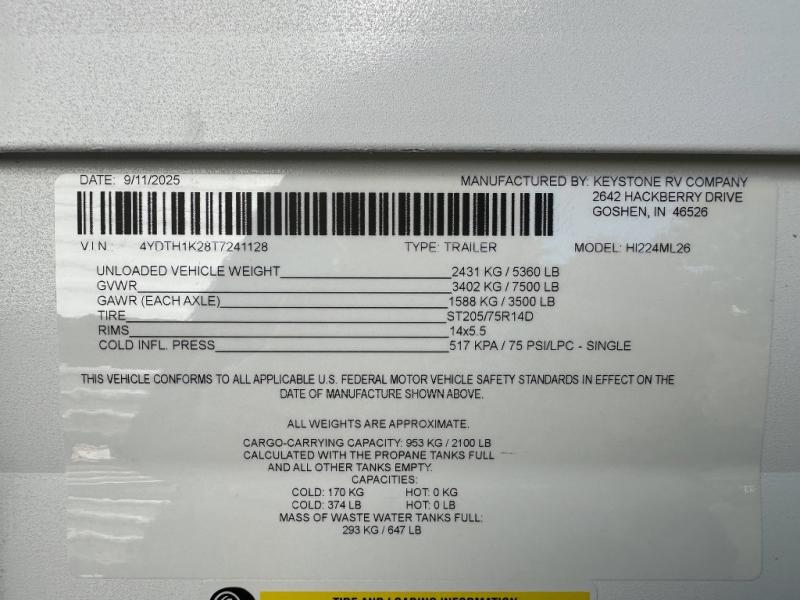 DATE: 9/11/2025 MANUFACTURED BY: KEYSTONE RV COMPANY
2642 HACKBERRY DRIVE
GOSHEN, IN 46526
VIN: 4YDTH1K28T7241128 TYPE: TRAILER MODEL: HI224ML26
UNLOADED VEHICLE WEIGHT 2431 KG / 5360 LB
GVWR 3402 KG / 7500 LB
GAWR (EACH AXLE) 1588 KG / 3500 LB
TIRE ST205/75R14D
RIMS 14x5.5
COLD INFL. PRESS 517 KPA / 75 PSI/LPC - SINGLE
THIS VEHICLE CONFORMS TO ALL APPLICABLE U.S. FEDERAL MOTOR VEHICLE SAFETY STANDARDS IN EFFECT ON THE
DATE OF MANUFACTURE SHOWN ABOVE.
ALL WEIGHTS ARE APPROXIMATE.
CARGO-CARRYING CAPACITY: 953 KG / 2100 LB
CALCULATED WITH THE PROPANE TANKS FULL
AND ALL OTHER TANKS EMPTY.
CAPACITIES:
COLD: 170 KG HOT: 0 KG
COLD: 374 LB HOT: 0 LB
MASS OF WASTE WATER TANKS FULL:
293 KG / 647 LB
TIRE AND LOADING INFORMATION